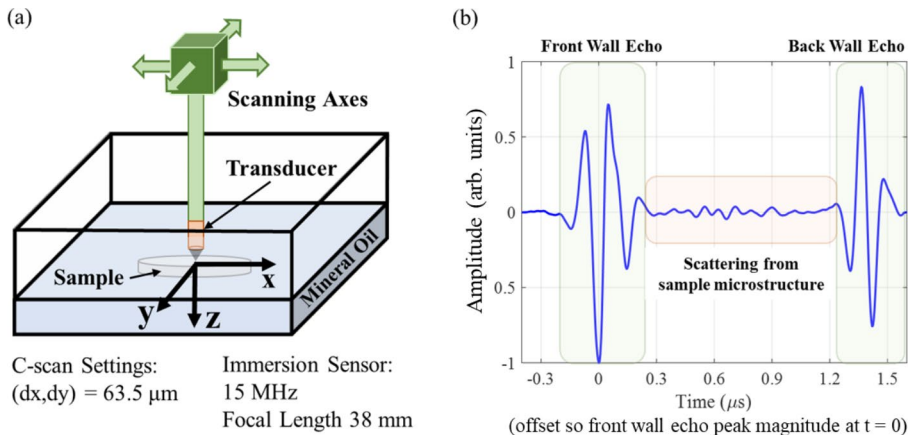 (a)
Scanning Axes
Transducer
Sample
x
y
z
Mineral Oil
C-scan Settings:
(dx,dy) = 63.5 μm
Immersion Sensor:
15 MHz
Focal Length 38 mm
(b)
Front Wall Echo
Back Wall Echo
Amplitude (arb. units)
1
0.5
0
0.5
-1
Scattering from
sample microstructure
-0.3
0
0.3
0.6
0.9
1.2
1.5
Time (μs)
(offset so front wall echo peak magnitude at t = 0)